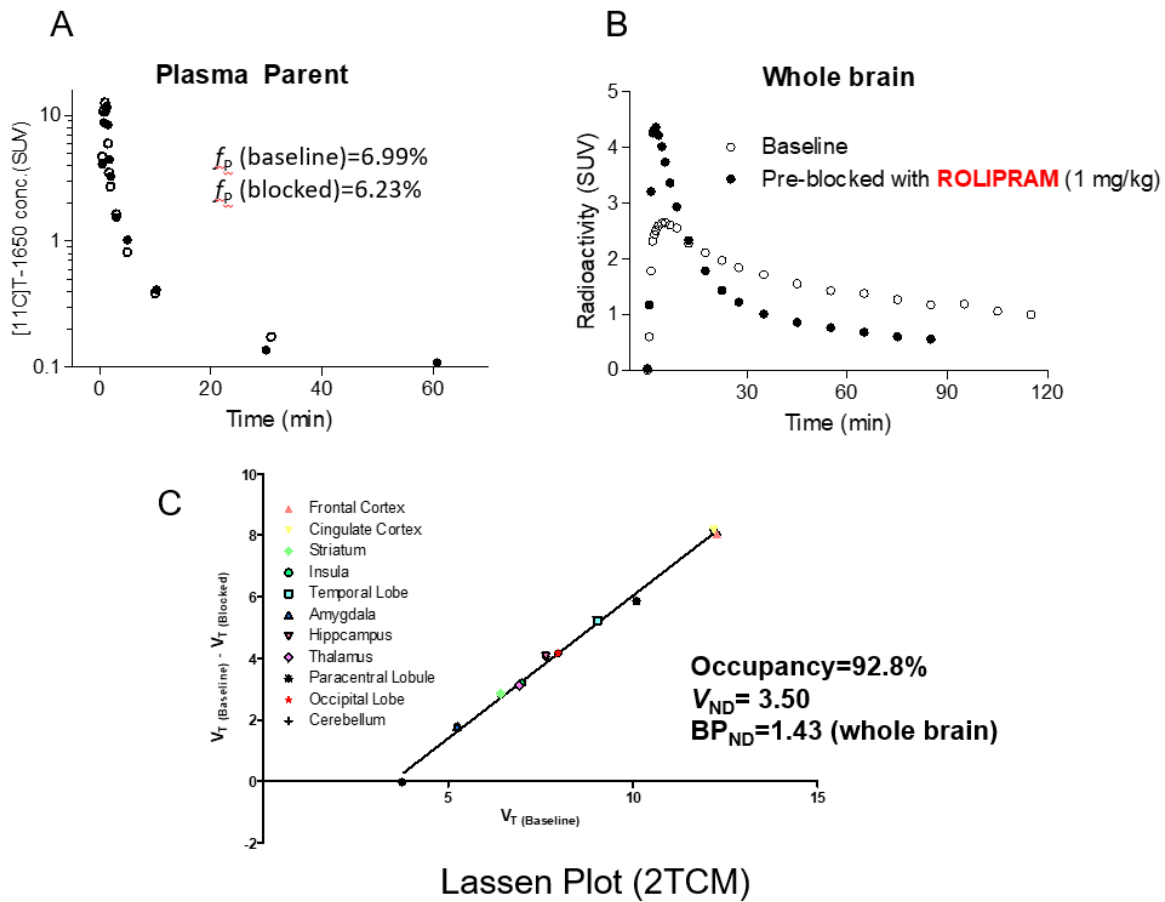 A
Plasma Parent
[11C]T-1650 conc.(SUV)
10
1
0.1
fP (baseline)=6.99%
fP (blocked)=6.23%
0 20 40 60
Time (min)
B
Whole brain
Radioactivity (SUV)
5
4
3
2
1
0
Baseline
Pre-blocked with ROLIPRAM (1 mg/kg)
30 60 90 120
Time (min)
C
VT (Baseline) - VT (Blocked)
10
8
6
4
2
0
-2
Frontal Cortex
Cingulate Cortex
Striatum
Insula
Temporal Lobe
Amygdala
Hippcampus
Thalamus
Paracentral Lobule
Occipital Lobe
Cerebellum
5 10 15
VT (Baseline)
Occupancy=92.8%
VND= 3.50
BPND=1.43 (whole brain)
Lassen Plot (2TCM)